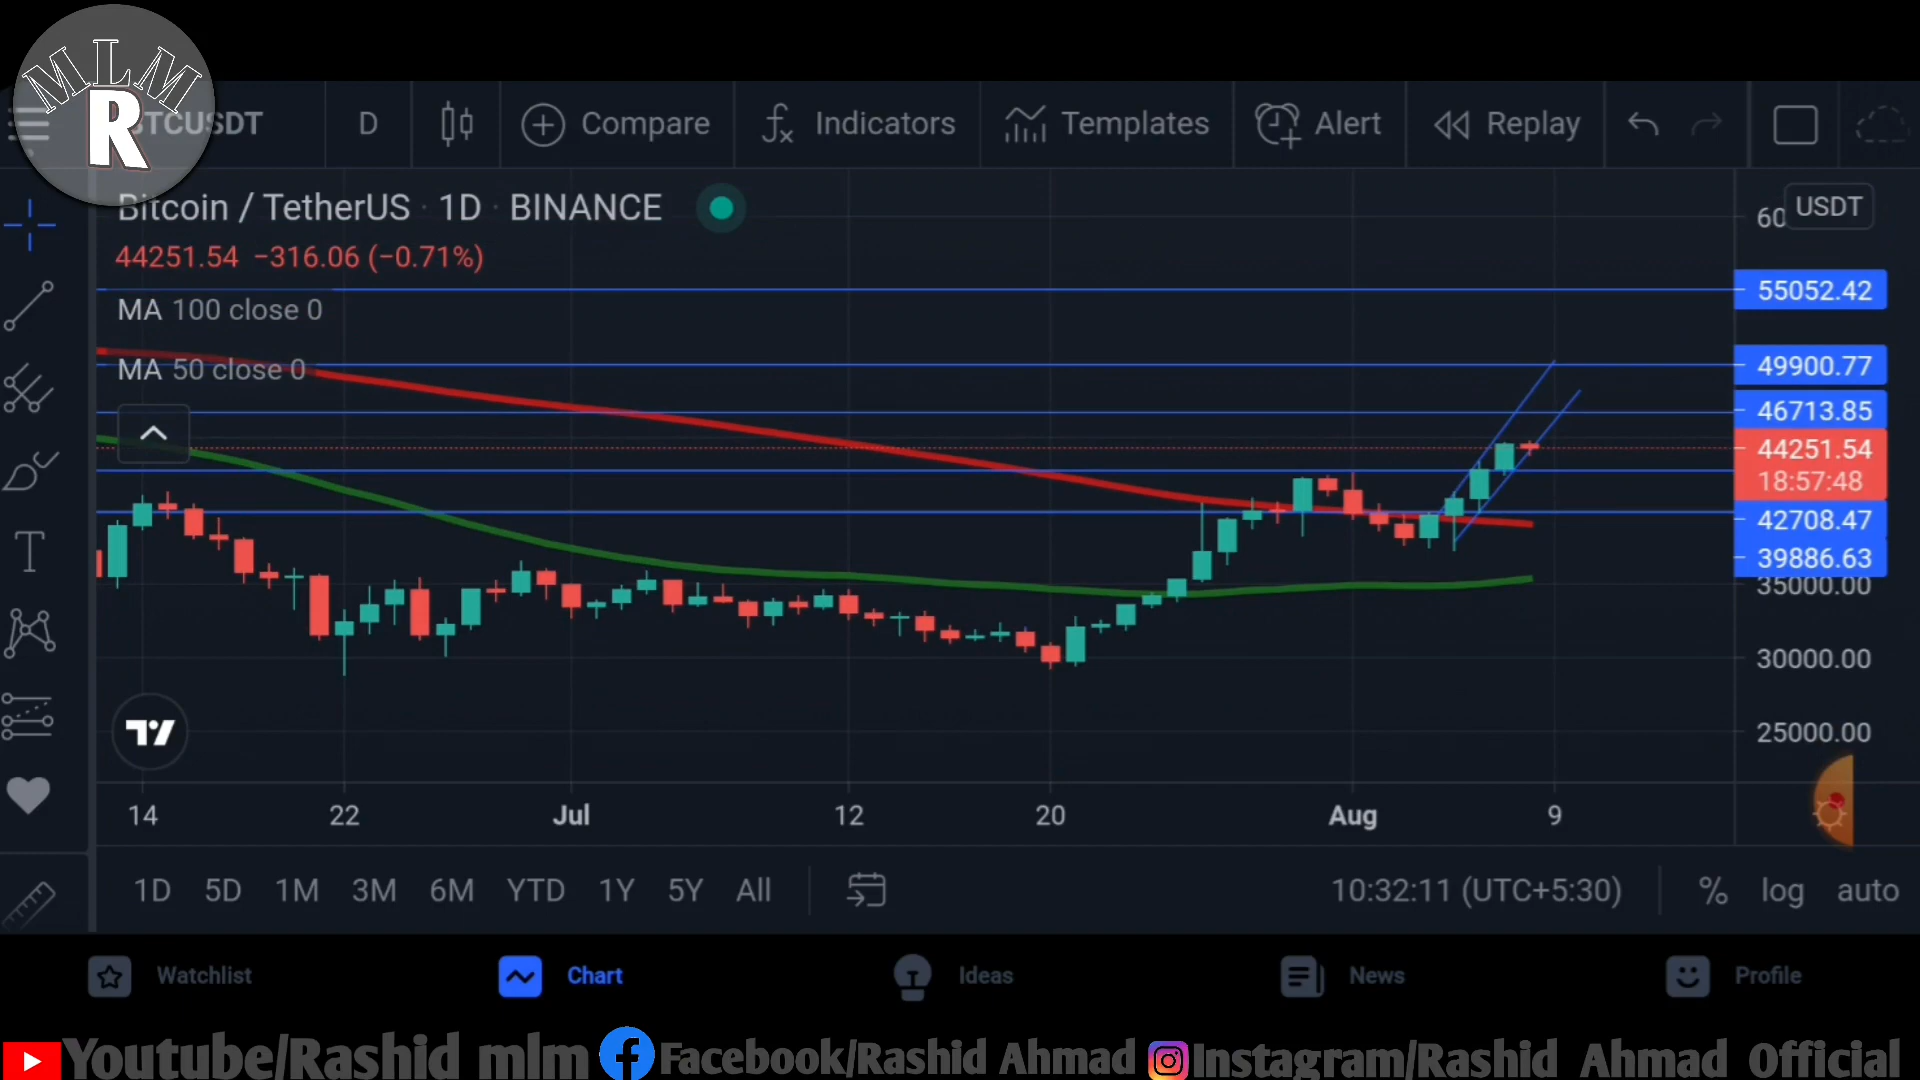 MLM
R
BTCUSDT D Compare Indicators Templates Alert Replay
Bitcoin / TetherUS · 1D · BINANCE
44251.54 −316.06 (−0.71%)
MA 100 close 0
MA 50 close 0
60
USDT
55052.42
49900.77
46713.85
44251.54
18:57:48
42708.47
39886.63
35000.00
30000.00
25000.00
14 22 Jul 12 20 Aug 9
1D 5D 1M 3M 6M YTD 1Y 5Y All 10:32:11 (UTC+5:30) % log auto
Watchlist Chart Ideas News Profile
Youtube/Rashid mlm Facebook/Rashid Ahmad Instagram/Rashid Ahmad Official